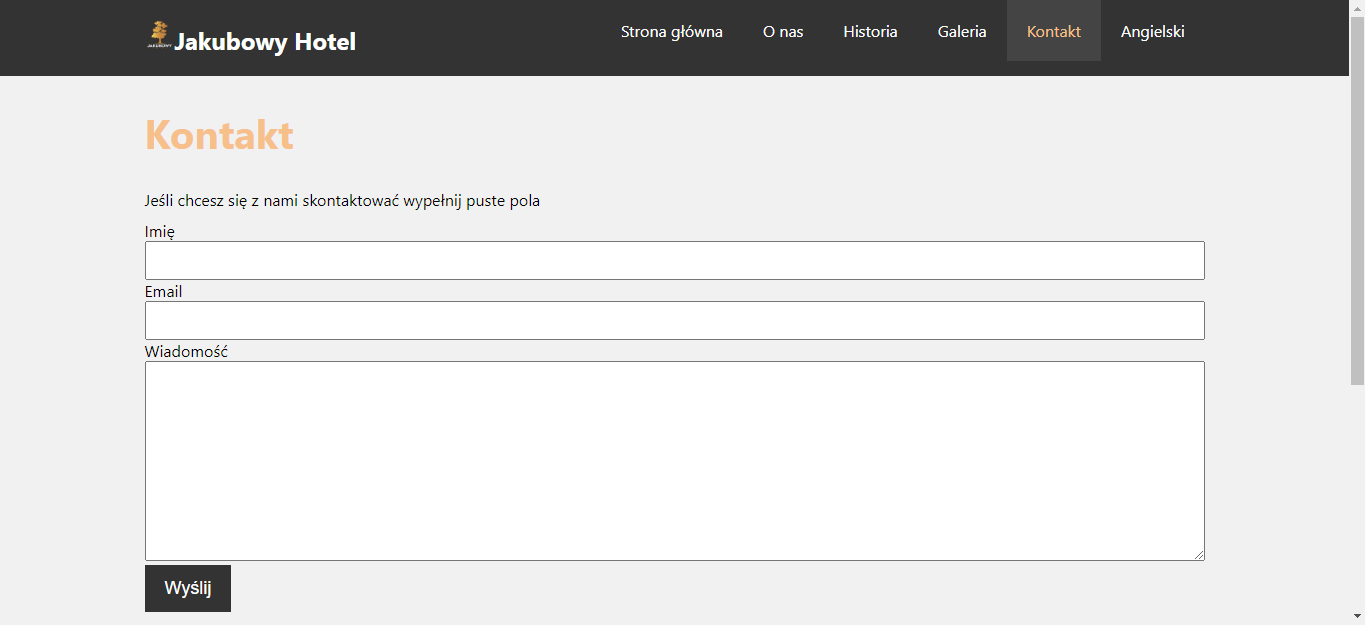 JAKUBOWY
Jakubowy Hotel
Strona główna
O nas
Historia
Galeria
Kontakt
Angielski
Kontakt
Jeśli chcesz się z nami skontaktować wypełnij puste pola
Imię
Email
Wiadomość
Wyślij